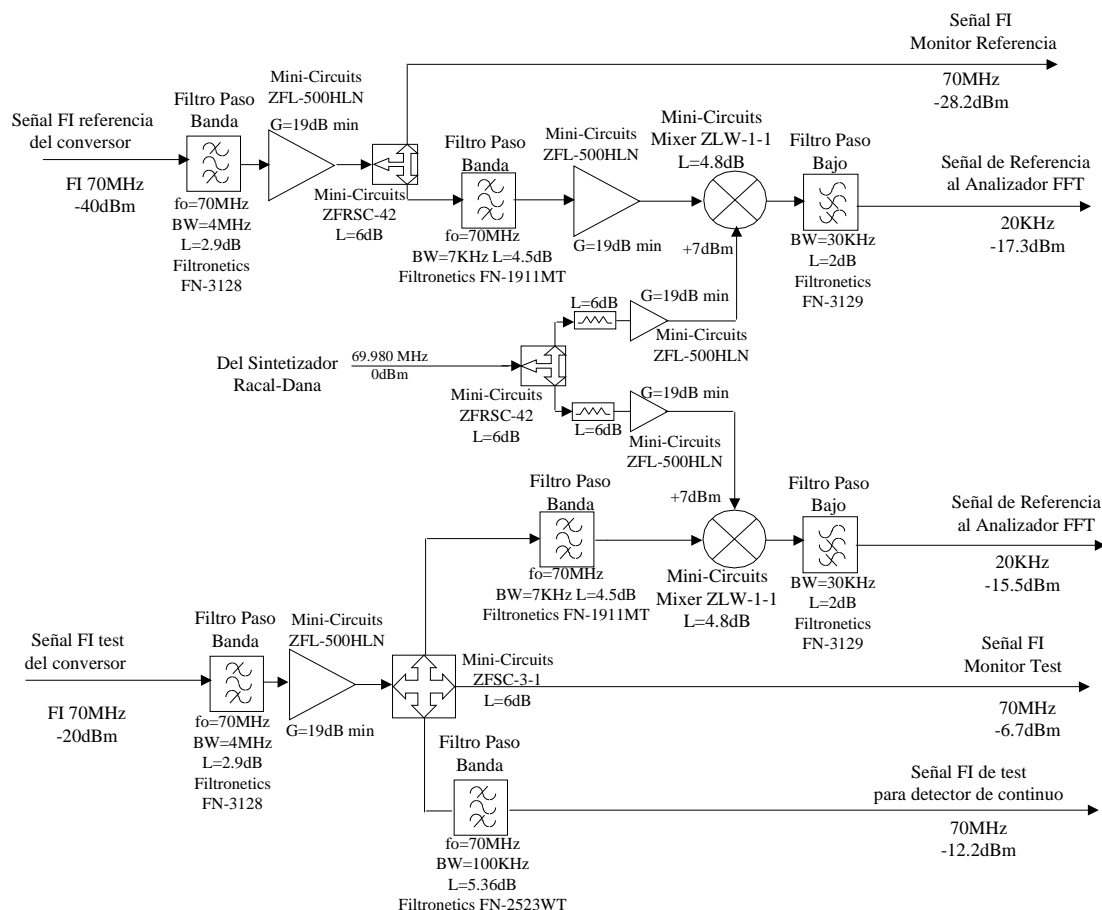 Señal FI
Monitor Referencia
70MHz
-28.2dBm
Mini-Circuits
ZFL-500HLN
G=19dB min
Filtro Paso
Banda
Señal FI referencia
del conversor
FI 70MHz
-40dBm
fo=70MHz
BW=4MHz
L=2.9dB
Filtronetics
FN-3128
Mini-Circuits
ZFRSC-42
L=6dB
Filtro Paso
Banda
fo=70MHz
BW=7KHz L=4.5dB
Filtronetics FN-1911MT
Mini-Circuits
ZFL-500HLN
G=19dB min
Mini-Circuits
Mixer ZLW-1-1
L=4.8dB
+7dBm
Filtro Paso
Bajo
BW=30KHz
L=2dB
Filtronetics
FN-3129
Señal de Referencia
al Analizador FFT
20KHz
-17.3dBm
L=6dB
G=19dB min
Mini-Circuits
ZFL-500HLN
Del Sintetizador
Racal-Dana
69.980 MHz
0dBm
Mini-Circuits
ZFRSC-42
L=6dB
L=6dB
G=19dB min
Mini-Circuits
ZFL-500HLN
+7dBm
Filtro Paso
Banda
fo=70MHz
BW=7KHz L=4.5dB
Filtronetics FN-1911MT
Mini-Circuits
Mixer ZLW-1-1
L=4.8dB
Filtro Paso
Bajo
BW=30KHz
L=2dB
Filtronetics
FN-3129
Señal de Referencia
al Analizador FFT
20KHz
-15.5dBm
Señal FI test
del conversor
FI 70MHz
-20dBm
Filtro Paso
Banda
fo=70MHz
BW=4MHz
L=2.9dB
Filtronetics
FN-3128
Mini-Circuits
ZFL-500HLN
G=19dB min
Mini-Circuits
ZFSC-3-1
L=6dB
Señal FI
Monitor Test
70MHz
-6.7dBm
Filtro Paso
Banda
fo=70MHz
BW=100KHz
L=5.36dB
Filtronetics FN-2523WT
Señal FI de test
para detector de continuo
70MHz
-12.2dBm